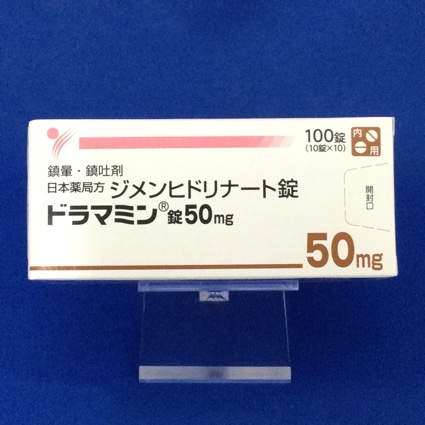 100錠
(10錠×10)
内
用
鎮暈・鎮吐剤
日本薬局方 ジメンヒドリナート錠
ドラマミン®錠50mg
開封口
50mg